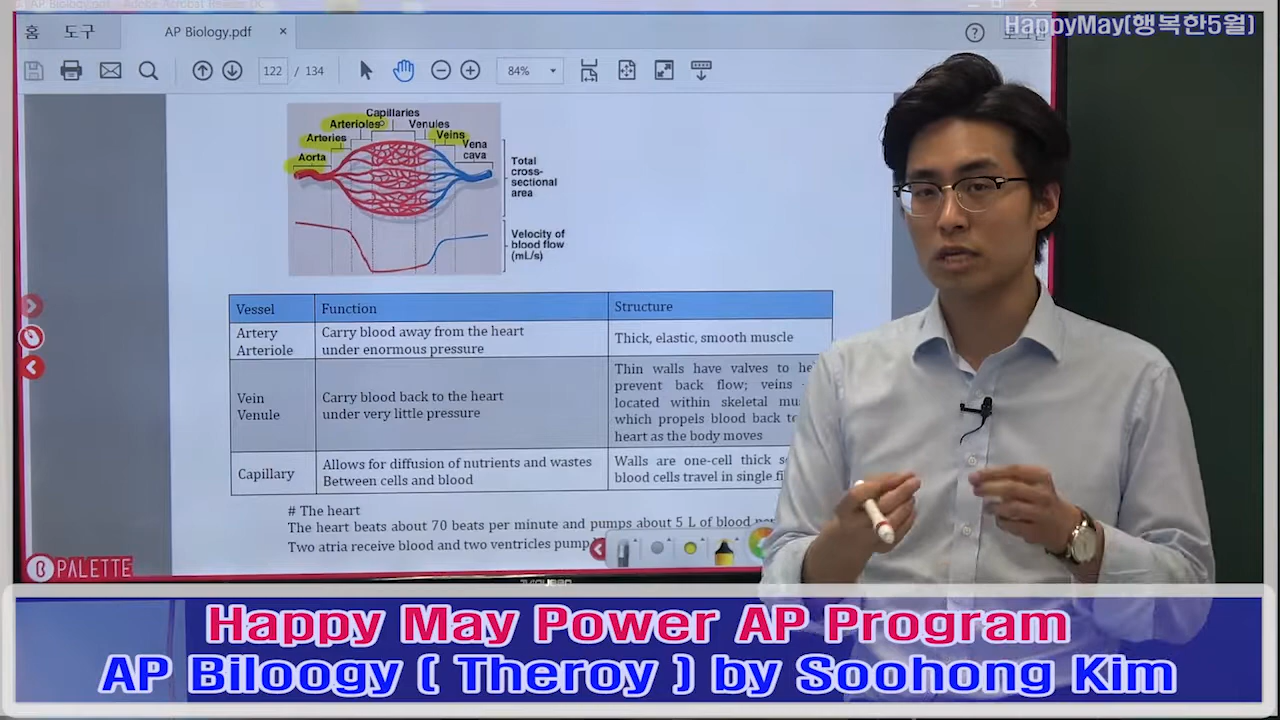 홈 도구 AP Biology.pdf ×
HappyMay(행복한5월)
122 / 134 84%
Capillaries
Arterioles Venules
Arteries Veins
Aorta Vena
cava
Total
cross-
sectional
area
Velocity of
blood flow
(mL/s)
Vessel Function Structure
Artery
Arteriole
Carry blood away from the heart
under enormous pressure
Thick, elastic, smooth muscle
Vein
Venule
Carry blood back to the heart
under very little pressure
Thin walls have valves to
prevent back flow; veins
located within skeletal
which propels blood back
heart as the body moves
Capillary
Allows for diffusion of nutrients and wastes
Between cells and blood
Walls are one-cell thick
blood cells travel in single
# The heart
The heart beats about 70 beats per minute and pumps about 5 L of blood
Two atria receive blood and two ventricles pump
PALETTE
Happy May Power AP Program
AP Biloogy ( Theroy ) by Soohong Kim